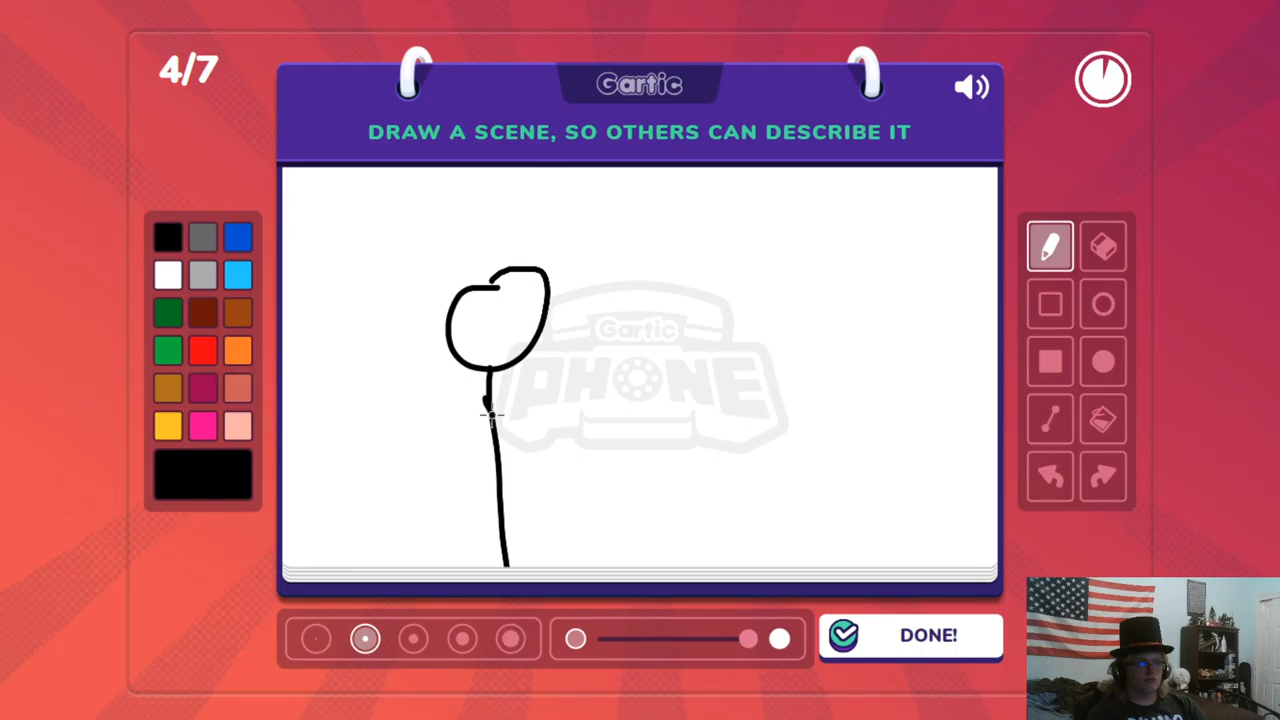 4/7
Gartic
DRAW A SCENE, SO OTHERS CAN DESCRIBE IT
Gartic
PHONE
DONE!